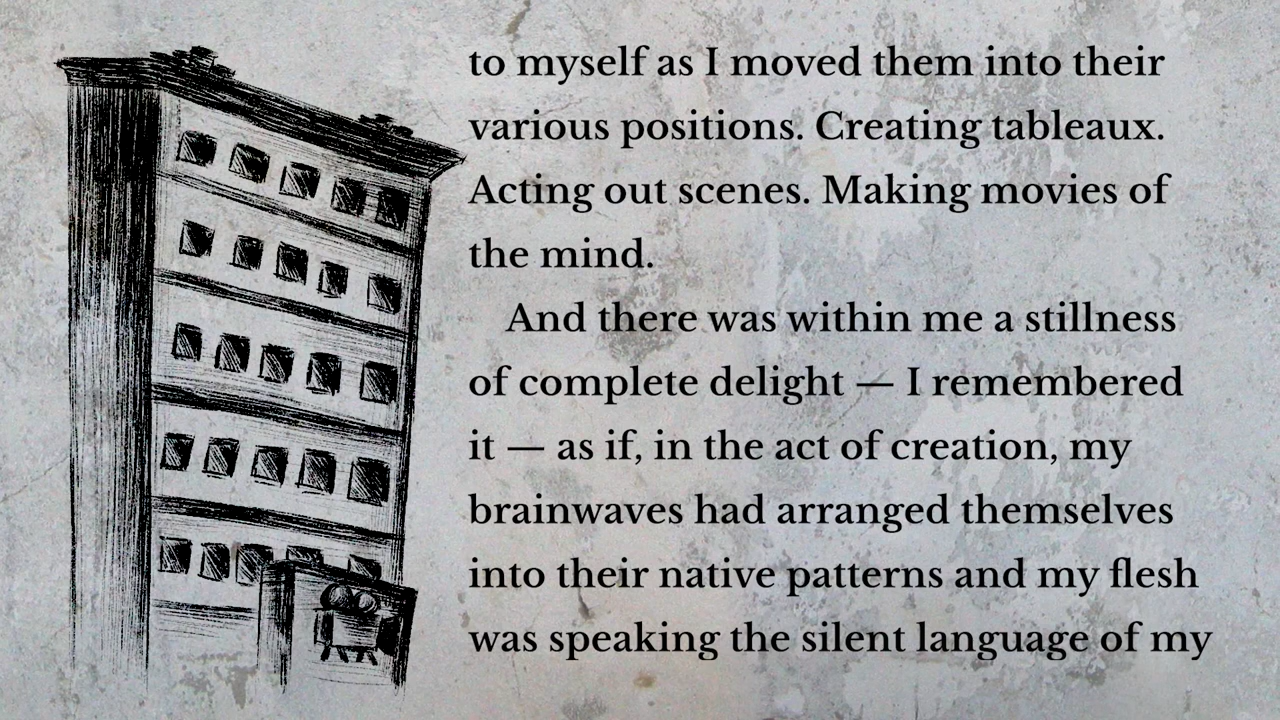 to myself as I moved them into their
various positions. Creating tableaux.
Acting out scenes. Making movies of
the mind.
And there was within me a stillness
of complete delight — I remembered
it — as if, in the act of creation, my
brainwaves had arranged themselves
into their native patterns and my flesh
was speaking the silent language of my